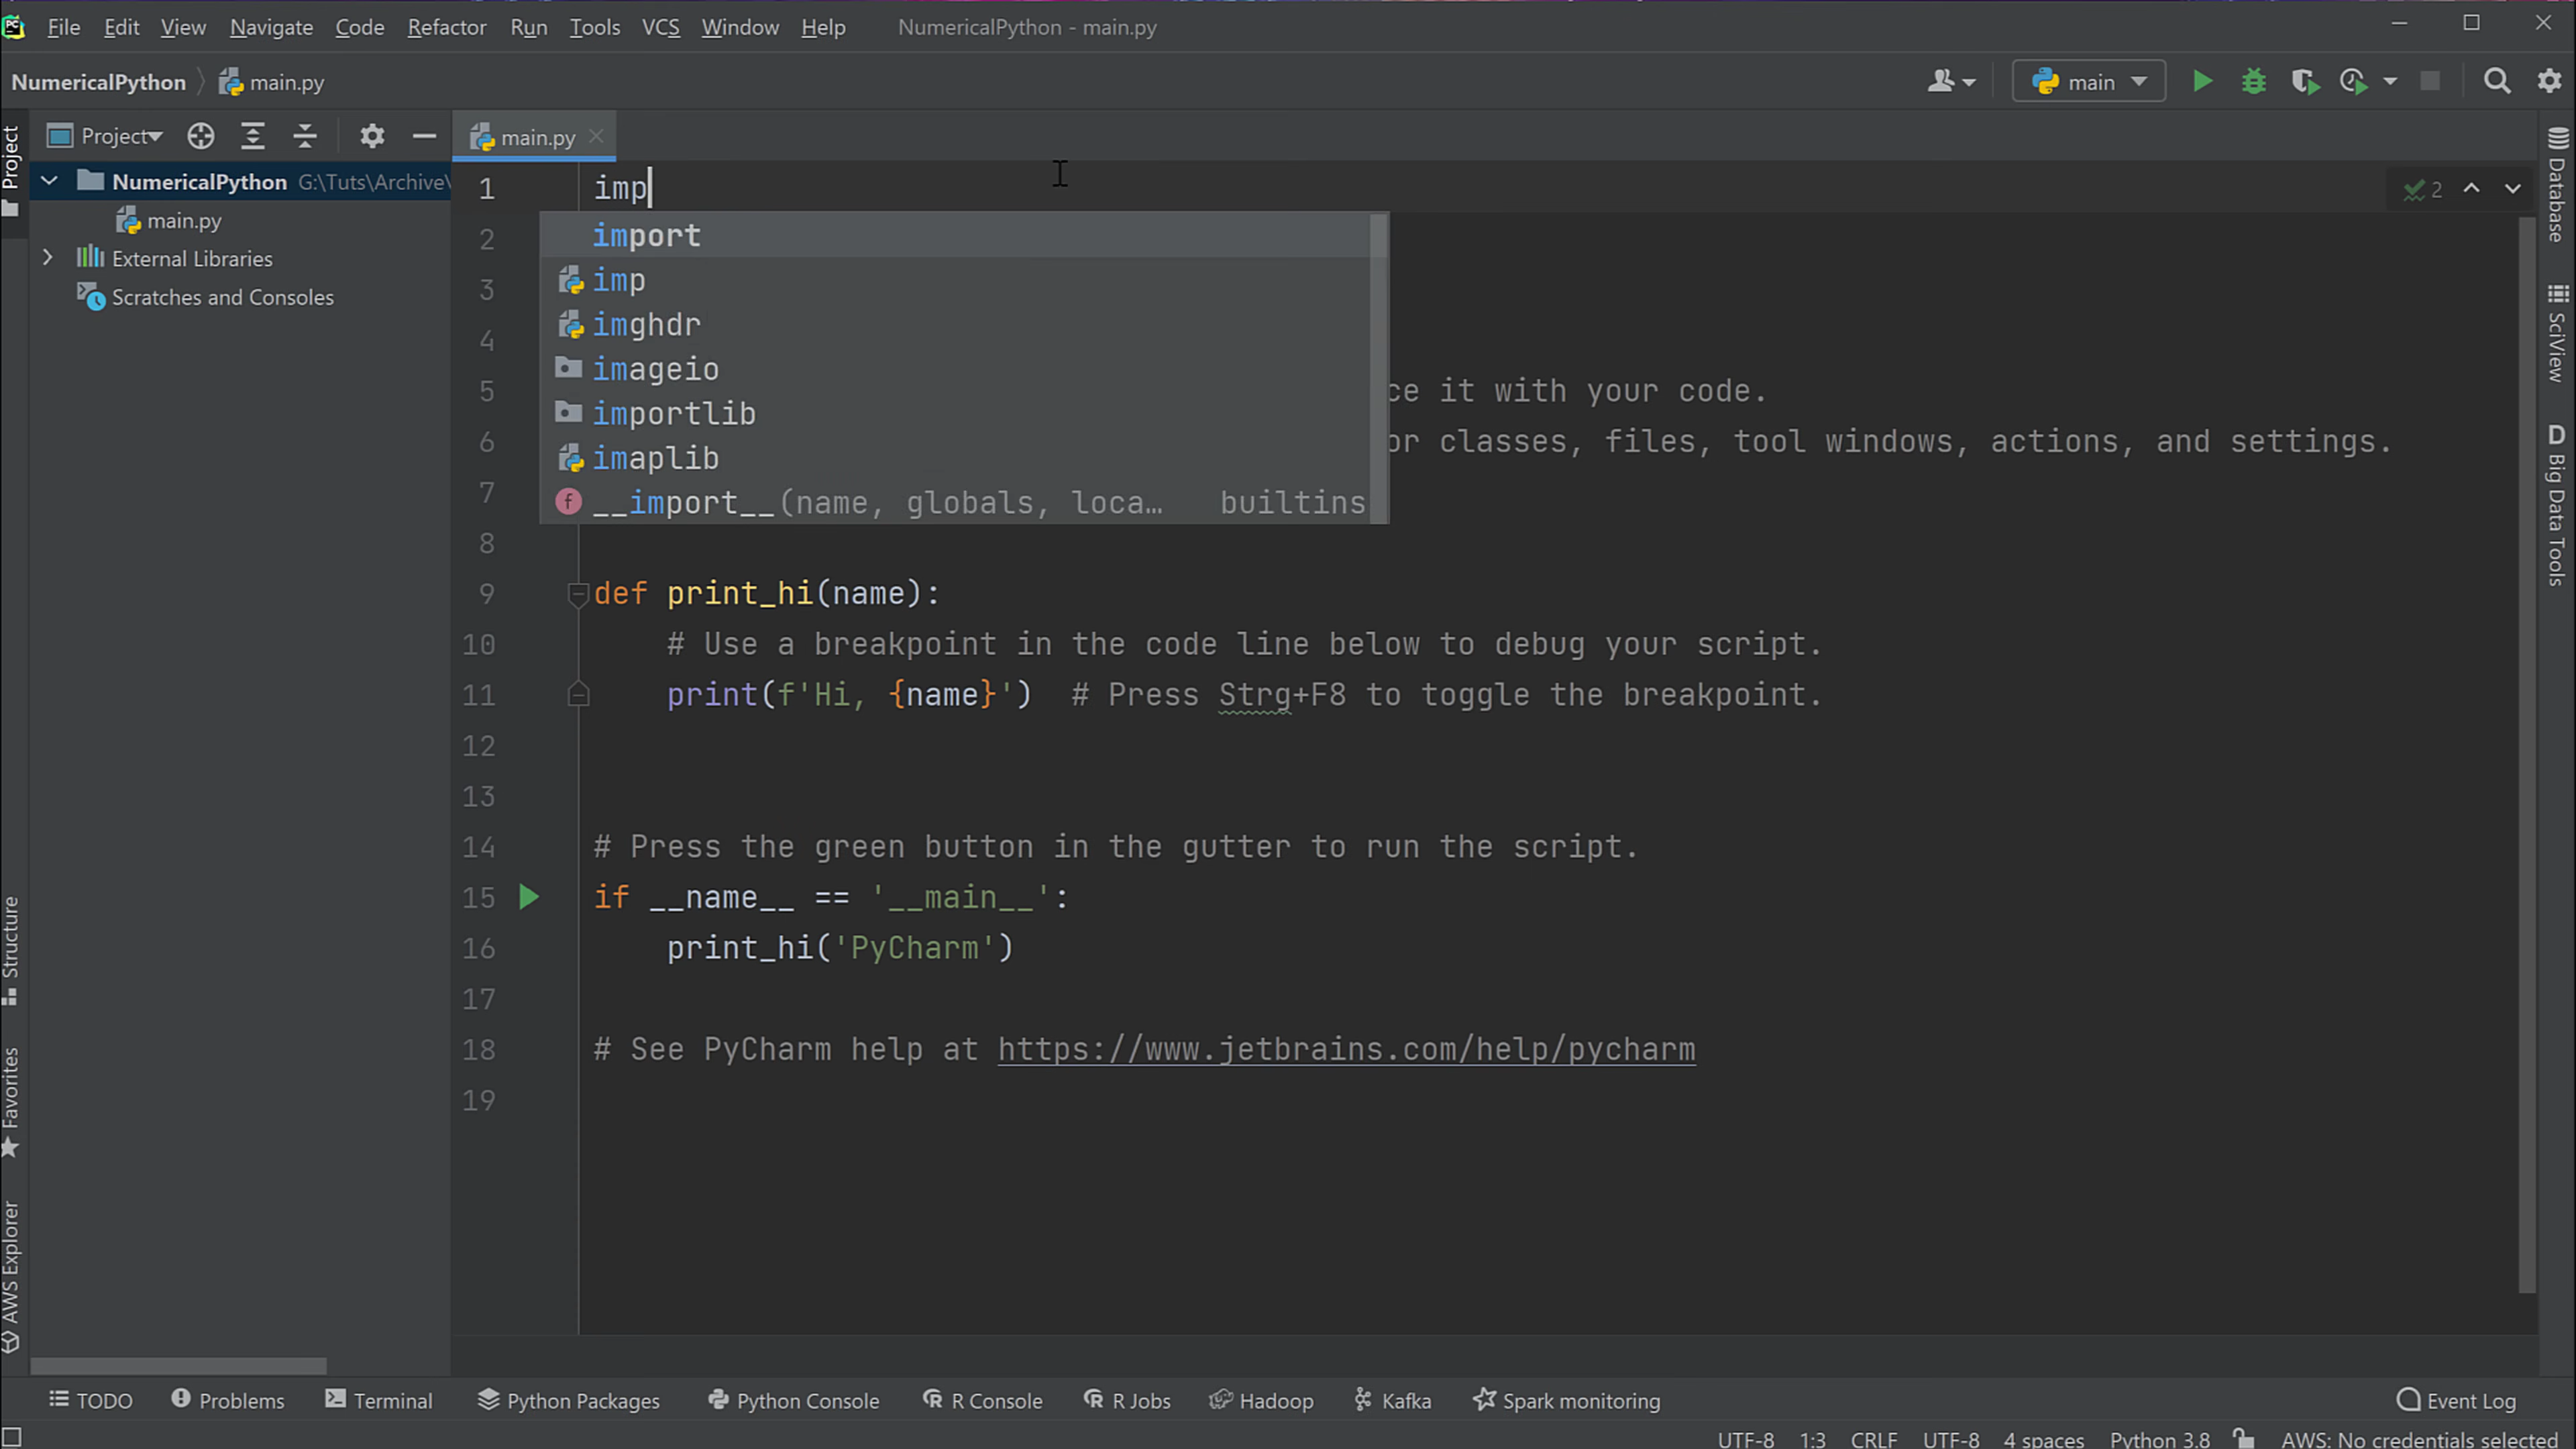 File Edit View Navigate Code Refactor Run Tools VCS Window Help NumericalPython - main.py
NumericalPython main.py main
Project main.py
NumericalPython G:\Tuts\Archive\
main.py
External Libraries
Scratches and Consoles
Project
Structure
Favorites
AWS Explorer
1 imp
2
3
4
5 ce it with your code.
6 or classes, files, tool windows, actions, and settings.
7
8
import
imp
imghdr
imageio
importlib
imaplib
__import__(name, globals, loca… builtins
9 def print_hi(name):
10 # Use a breakpoint in the code line below to debug your script.
11 print(f'Hi, {name}') # Press Strg+F8 to toggle the breakpoint.
12
13
14 # Press the green button in the gutter to run the script.
15 if __name__ == '__main__':
16 print_hi('PyCharm')
17
18 # See PyCharm help at https://www.jetbrains.com/help/pycharm
19
2
Database
SciView
D Big Data Tools
TODO Problems Terminal Python Packages Python Console R Console R Jobs Hadoop Kafka Spark monitoring Event Log
UTF-8 1:3 CRLF UTF-8 4 spaces Python 3.8 AWS: No credentials selected